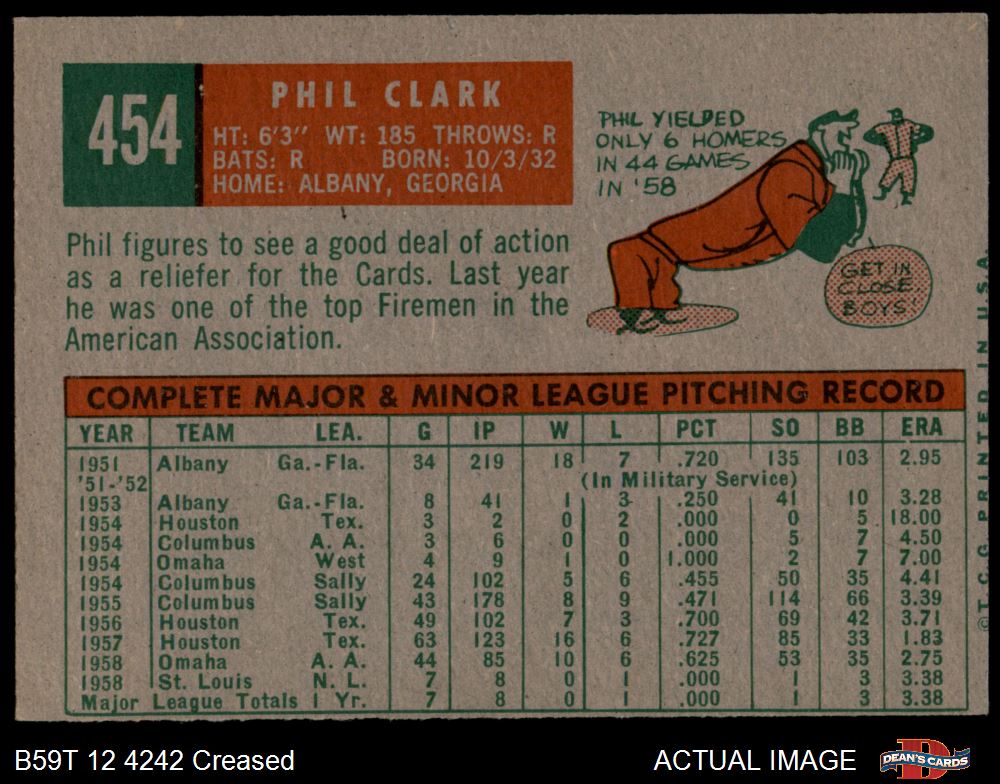 454
PHIL CLARK
HT: 6'3" WT: 185 THROWS: R
BATS: R BORN: 10/3/32
HOME: ALBANY, GEORGIA
PHIL YIELDED
ONLY 6 HOMERS
IN 44 GAMES
IN '58
GET IN
CLOSE
BOYS!
Phil figures to see a good deal of action
as a reliefer for the Cards. Last year
he was one of the top Firemen in the
American Association.
COMPLETE MAJOR & MINOR LEAGUE PITCHING RECORD
YEAR TEAM LEA. G IP W L PCT SO BB ERA
1951 Albany Ga.-Fla. 34 219 18 7 .720 135 103 2.95
'51-'52 (In Military Service)
1953 Albany Ga.-Fla. 8 41 1 3 .250 41 10 3.28
1954 Houston Tex. 3 2 0 2 .000 0 5 18.00
1954 Columbus A. A. 3 6 0 0 .000 5 7 4.50
1954 Omaha West 4 9 1 0 1.000 2 7 7.00
1954 Columbus Sally 24 102 5 6 .455 50 35 4.41
1955 Columbus Sally 43 178 8 9 .471 114 66 3.39
1956 Houston Tex. 49 102 7 3 .700 69 42 3.71
1957 Houston Tex. 63 123 16 6 .727 85 33 1.83
1958 Omaha A. A. 44 85 10 6 .625 53 35 2.75
1958 St. Louis N. L. 7 8 0 1 .000 1 3 3.38
Major League Totals 1 Yr. 7 8 0 1 .000 1 3 3.38
©T.C.G. PRINTED IN U.S.A.
B59T 12 4242 Creased
ACTUAL IMAGE
D
DEAN'S CARDS